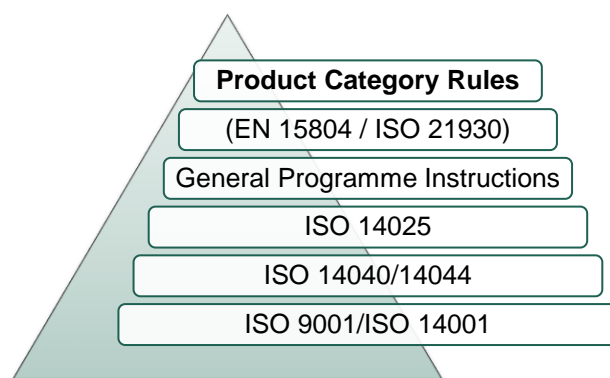 Product Category Rules
(EN 15804 / ISO 21930)
General Programme Instructions
ISO 14025
ISO 14040/14044
ISO 9001/ISO 14001